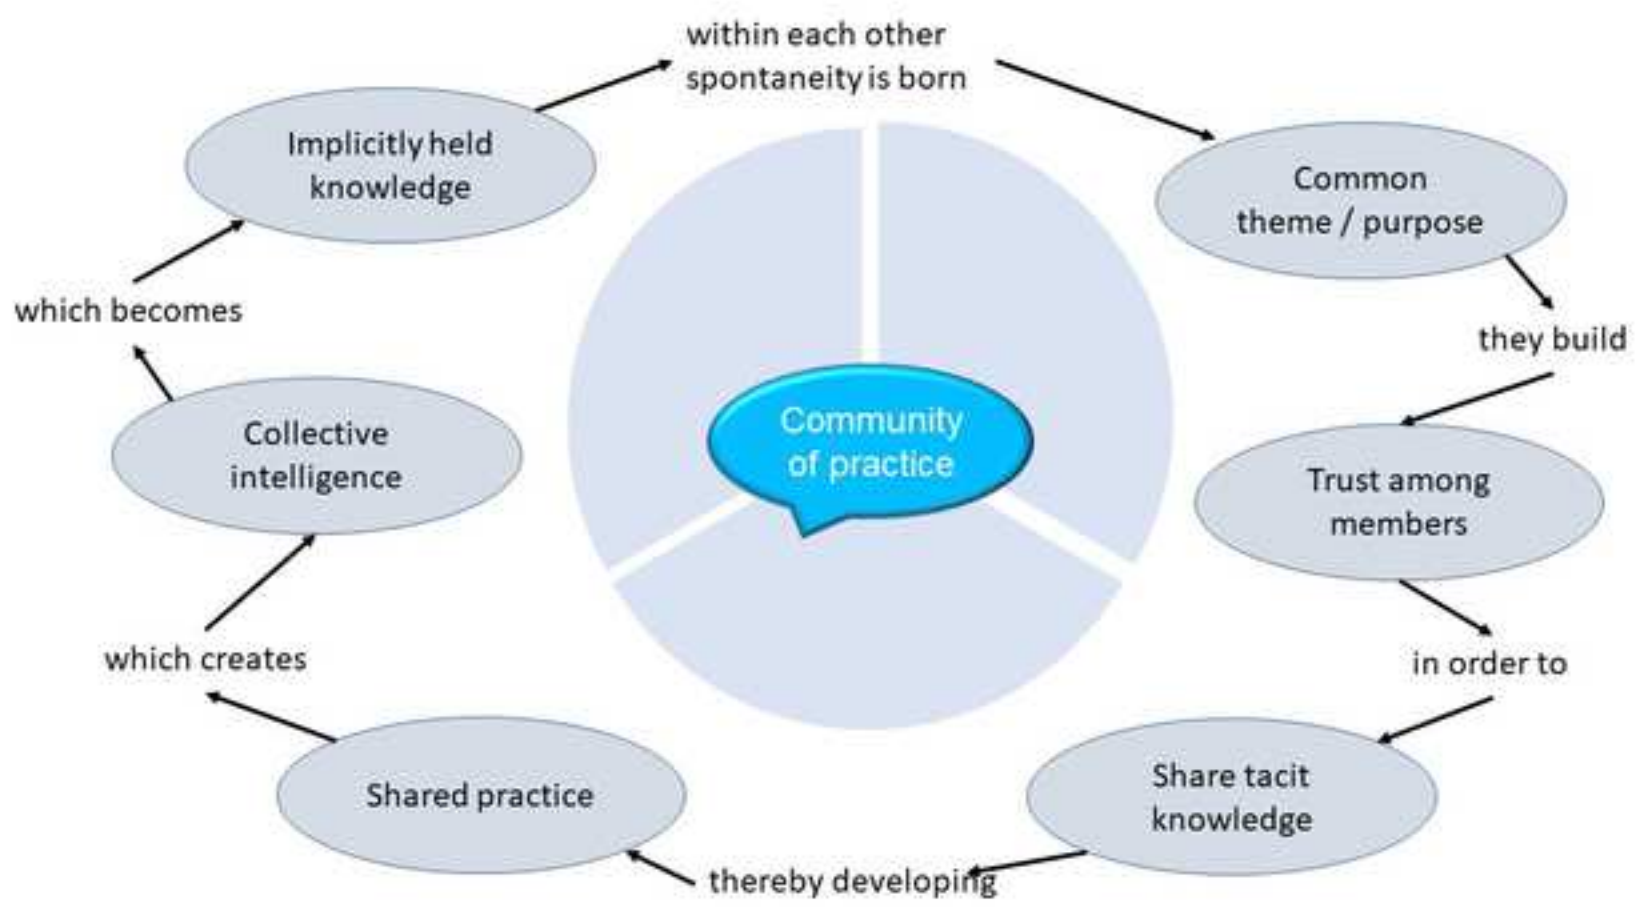 within each other
spontaneity is born
Common
theme / purpose
they build
Trust among
members
in order to
Share tacit
knowledge
thereby developing
Shared practice
which creates
Collective
intelligence
which becomes
Implicitly held
knowledge
Community
of practice